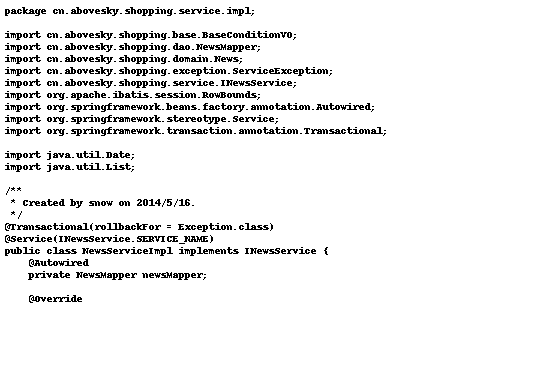 package cn.abovesky.shopping.service.impl;

import cn.abovesky.shopping.base.BaseConditionVO;
import cn.abovesky.shopping.dao.NewsMapper;
import cn.abovesky.shopping.domain.News;
import cn.abovesky.shopping.exception.ServiceException;
import cn.abovesky.shopping.service.INewsService;
import org.apache.ibatis.session.RowBounds;
import org.springframework.beans.factory.annotation.Autowired;
import org.springframework.stereotype.Service;
import org.springframework.transaction.annotation.Transactional;

import java.util.Date;
import java.util.List;

/**
 * Created by snow on 2014/5/16.
 */
@Transactional(rollbackFor = Exception.class)
@Service(INewsService.SERVICE_NAME)
public class NewsServiceImpl implements INewsService {
    @Autowired
    private NewsMapper newsMapper;

    @Override